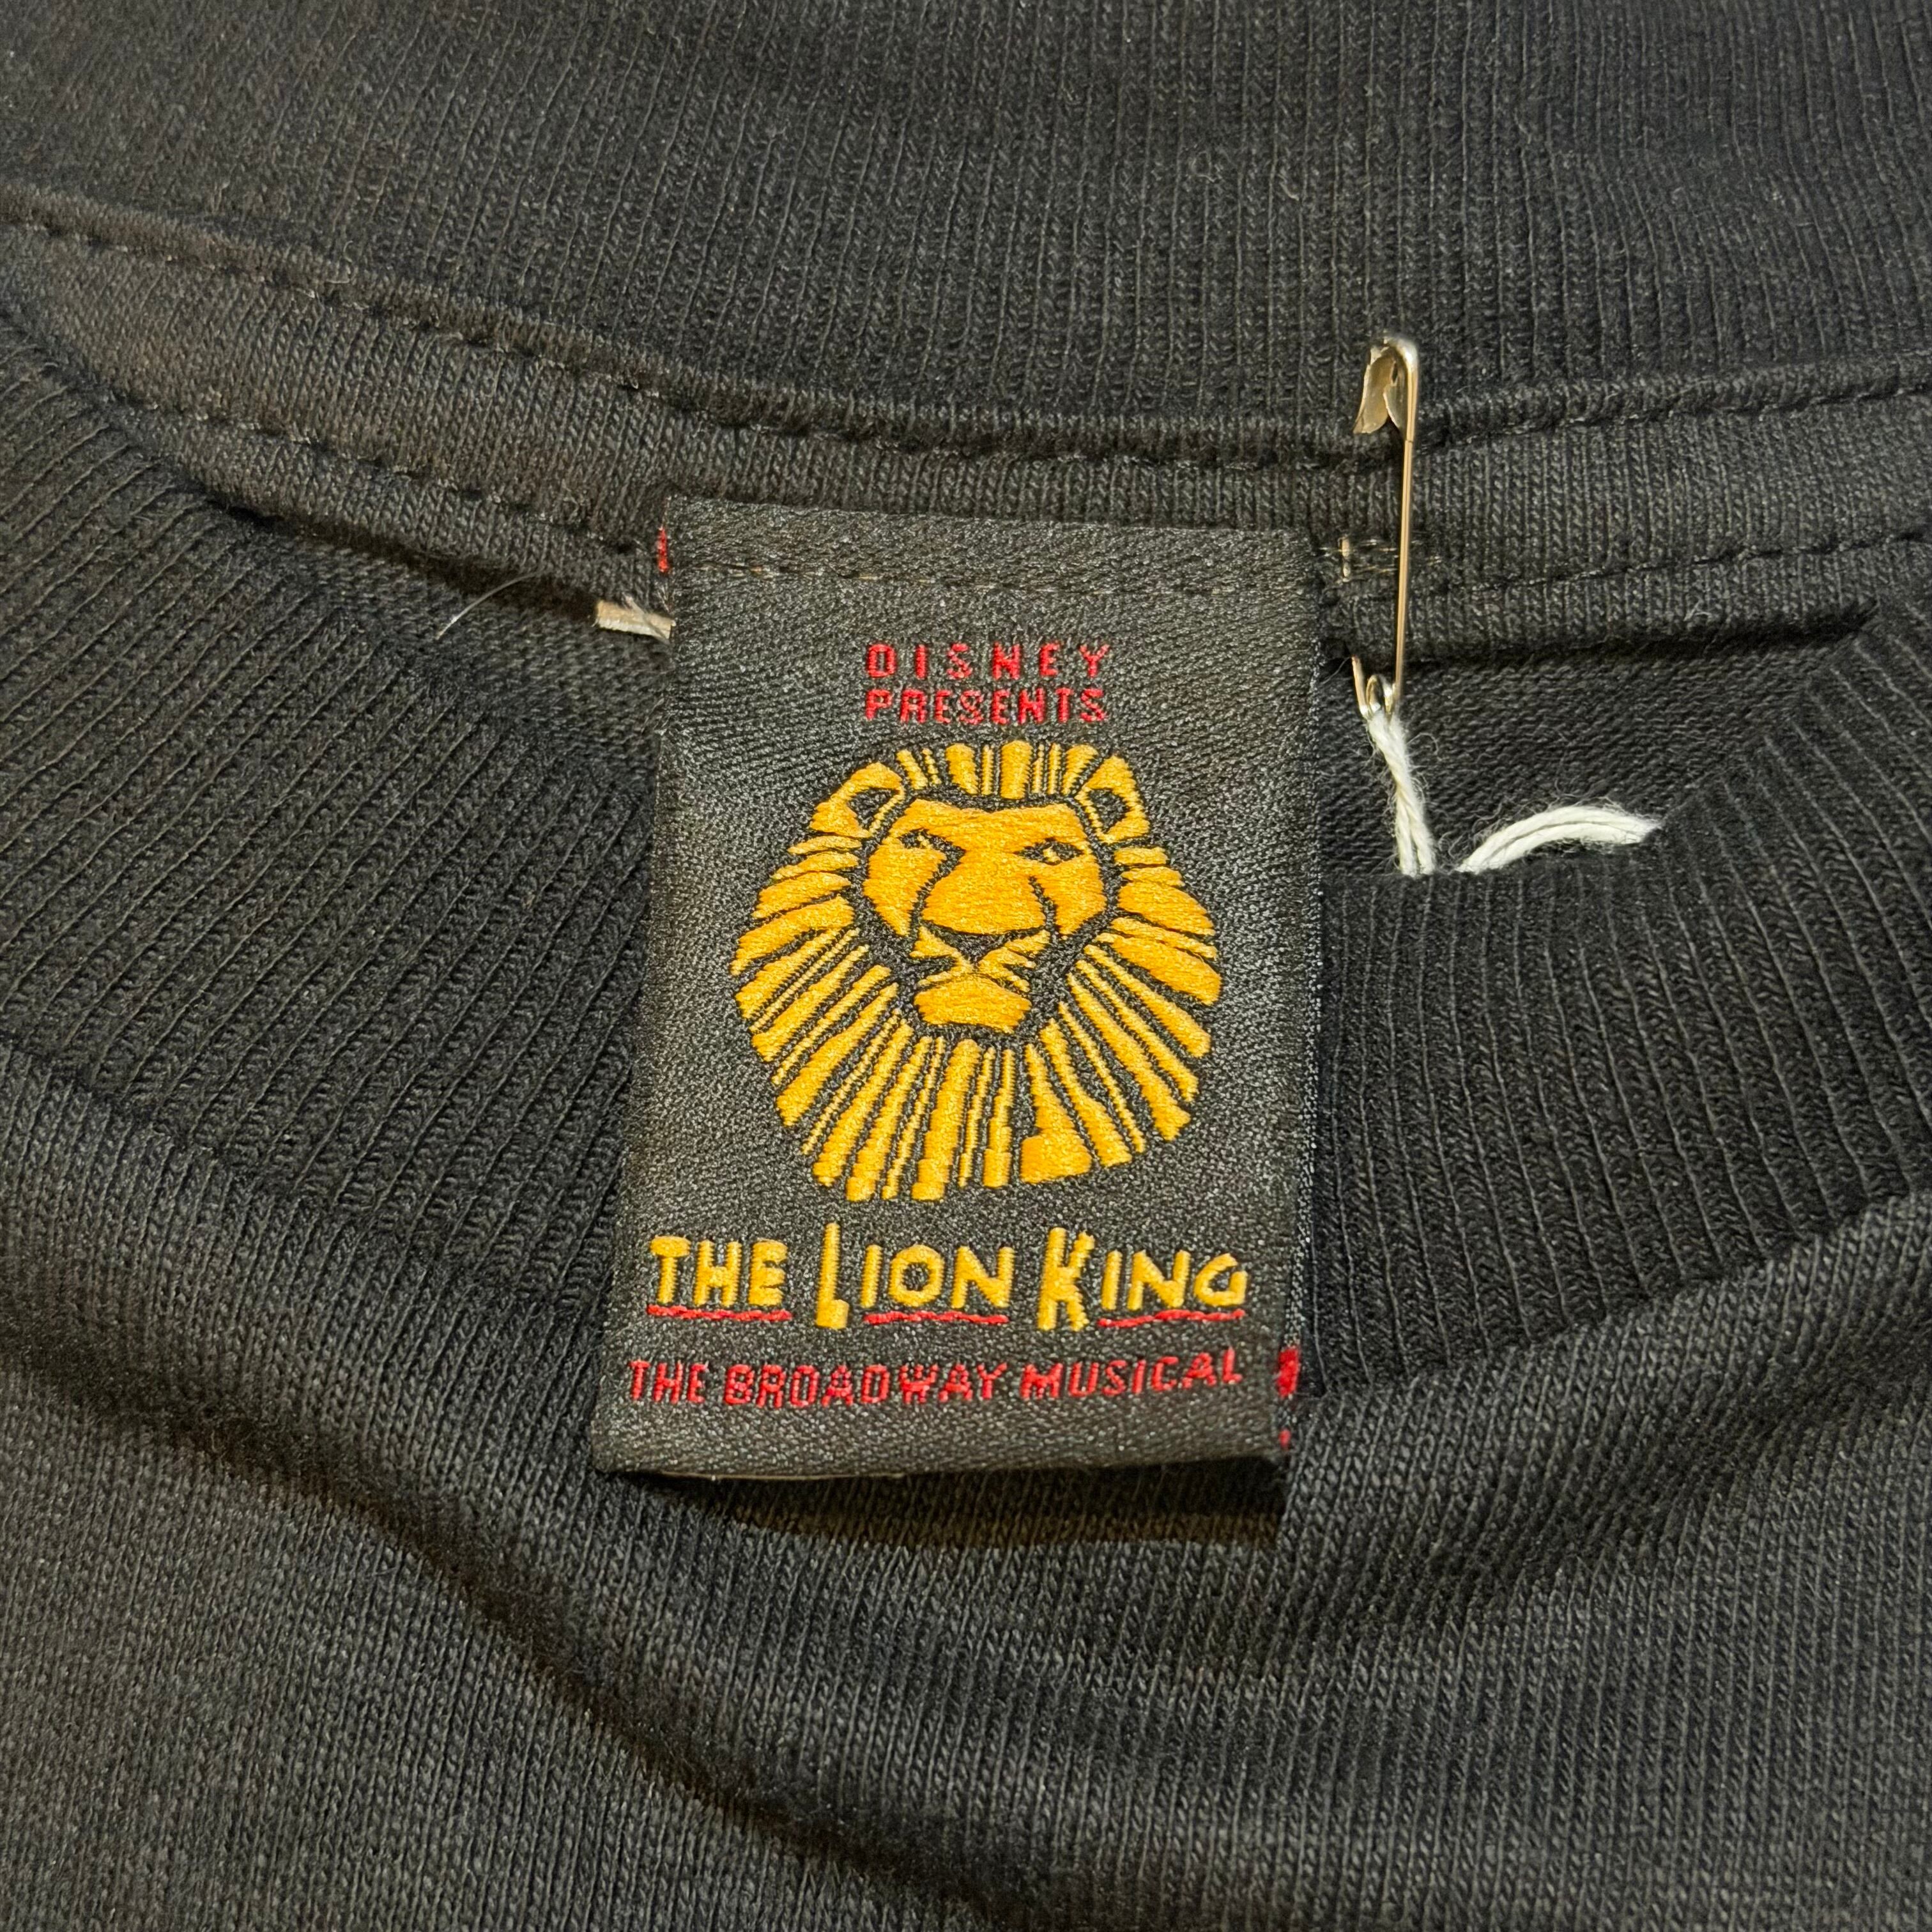 DISNEY
PRESENTS
THE LION KING
THE BROADWAY MUSICAL